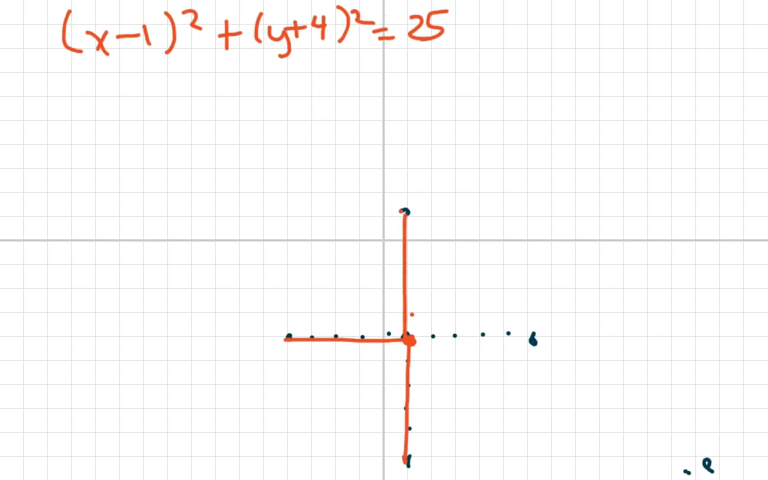 (x-1)² + (y+4)² = 25